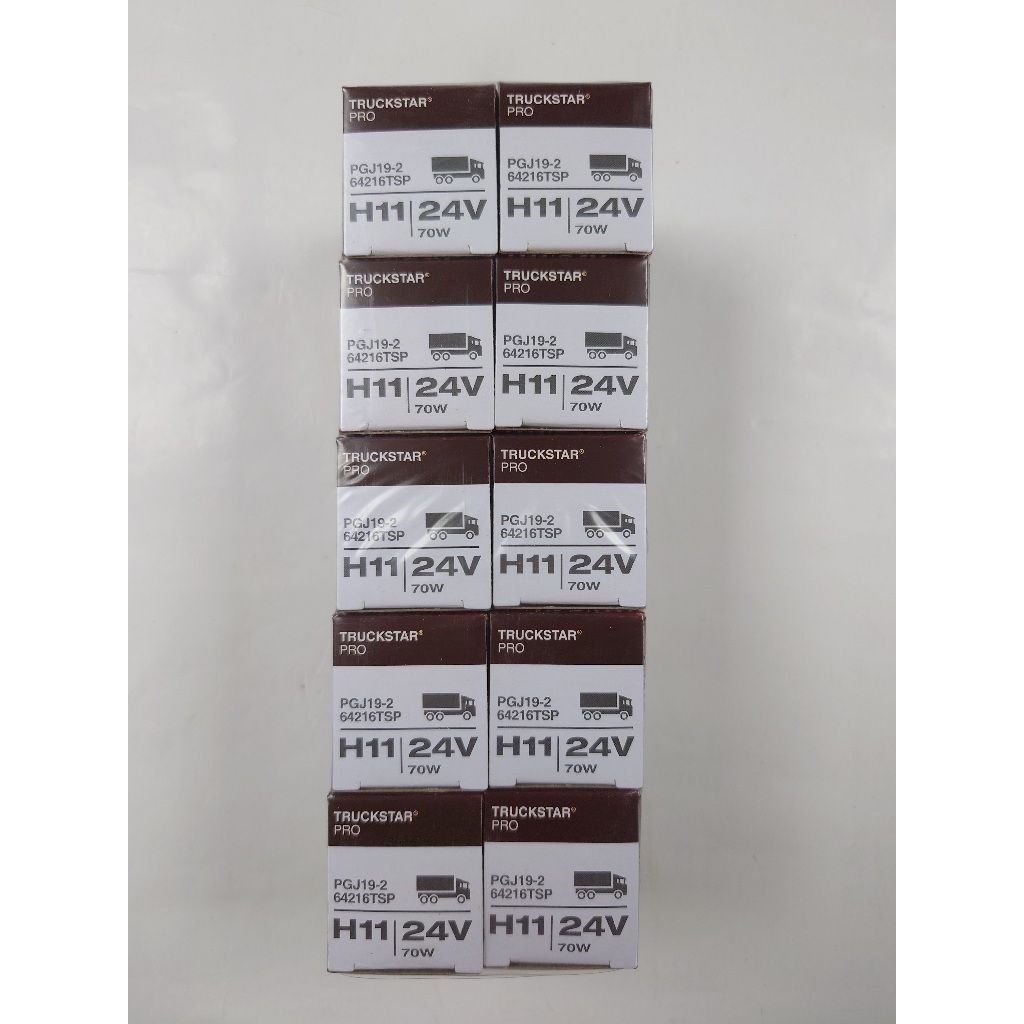 TRUCKSTAR®
PRO
PGJ19-2
64216TSP
H11 24V
70W
TRUCKSTAR®
PRO
PGJ19-2
64216TSP
H11 24V
70W
TRUCKSTAR®
PRO
PGJ19-2
64216TSP
H11 24V
70W
TRUCKSTAR®
PRO
PGJ19-2
64216TSP
H11 24V
70W
TRUCKSTAR®
PRO
PGJ19-2
64216TSP
H11 24V
70W
TRUCKSTAR®
PRO
PGJ19-2
64216TSP
H11 24V
70W
TRUCKSTAR®
PRO
PGJ19-2
64216TSP
H11 24V
70W
TRUCKSTAR®
PRO
PGJ19-2
64216TSP
H11 24V
70W
TRUCKSTAR®
PRO
PGJ19-2
64216TSP
H11 24V
70W
TRUCKSTAR®
PRO
PGJ19-2
64216TSP
H11 24V
70W